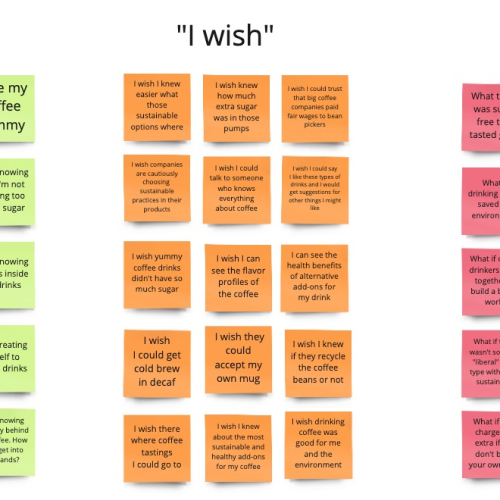 "I wish"
e my
ffee
mmy
I wish I knew
easier what
those
sustainable
options where
I wish knew
how much
extra sugar
was in those
pumps
I wish I could trust
that big coffee
companies paid
fair wages to bean
pickers
What t
was su
free t
tasted g
nowing
'm not
ng too
sugar
I wish companies
are cautiously
choosing
sustainable
practices in their
products
I wish I could
talk to someone
who knows
everything
about coffee
I wish I could say
I like these types of
drinks and I would
get suggestions for
other things I might
like
What
drinking
saved
environ
nowing
s inside
drinks
I wish yummy
coffee drinks
didn't have so
much sugar
I wish I can
see the flavor
profiles of
the coffee
I can see the
health benefits
of alternative
add-ons for
my drink
What if c
drinkers
togethe
build a b
worl
reating
elf to
drinks
I wish
I could get
cold brew
in decaf
I wish they
could
accept my
own mug
I wish I knew
if they recycle
the coffee
beans or not
What if t
wasn't so
"liberal"
type with
sustain
nowing
y behind
fee. How
get into
ands?
I wish there
where coffee
tastings
I could go to
I wish I knew
about the most
sustainable and
healthy add-ons
for my coffee
I wish drinking
coffee was
good for me
and the
environment
What if
charge
extra if
don't b
your own